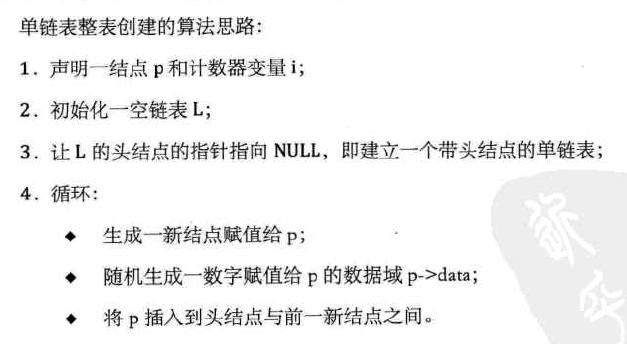 单链表整表创建的算法思路：
1. 声明一结点 p 和计数器变量 i；
2. 初始化一空链表 L；
3. 让 L 的头结点的指针指向 NULL，即建立一个带头结点的单链表；
4. 循环：
◆ 生成一新结点赋值给 p；
◆ 随机生成一数字赋值给 p 的数据域 p->data；
◆ 将 p 插入到头结点与前一新结点之间。